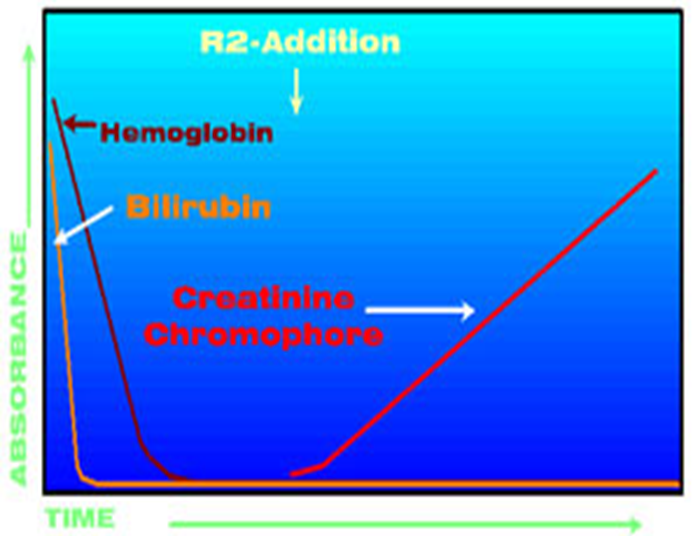 R2-Addition
Hemoglobin
Bilirubin
Creatinine
Chromophore
ABSORBANCE
TIME